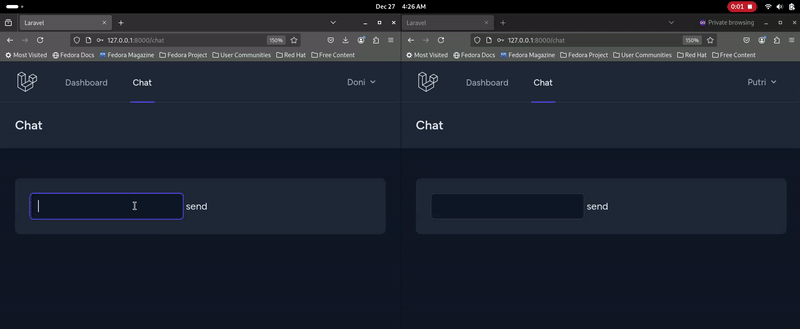 Dec 27 4:26 AM
0:01
Laravel
127.0.0.1:8000/chat
150%
Most Visited Fedora Docs Fedora Magazine Fedora Project User Communities Red Hat Free Content
Dashboard Chat Doni
Chat
send
Laravel
Private browsing
127.0.0.1:8000/chat
150%
Most Visited Fedora Docs Fedora Magazine Fedora Project User Communities Red Hat Free Content
Dashboard Chat Putri
Chat
send